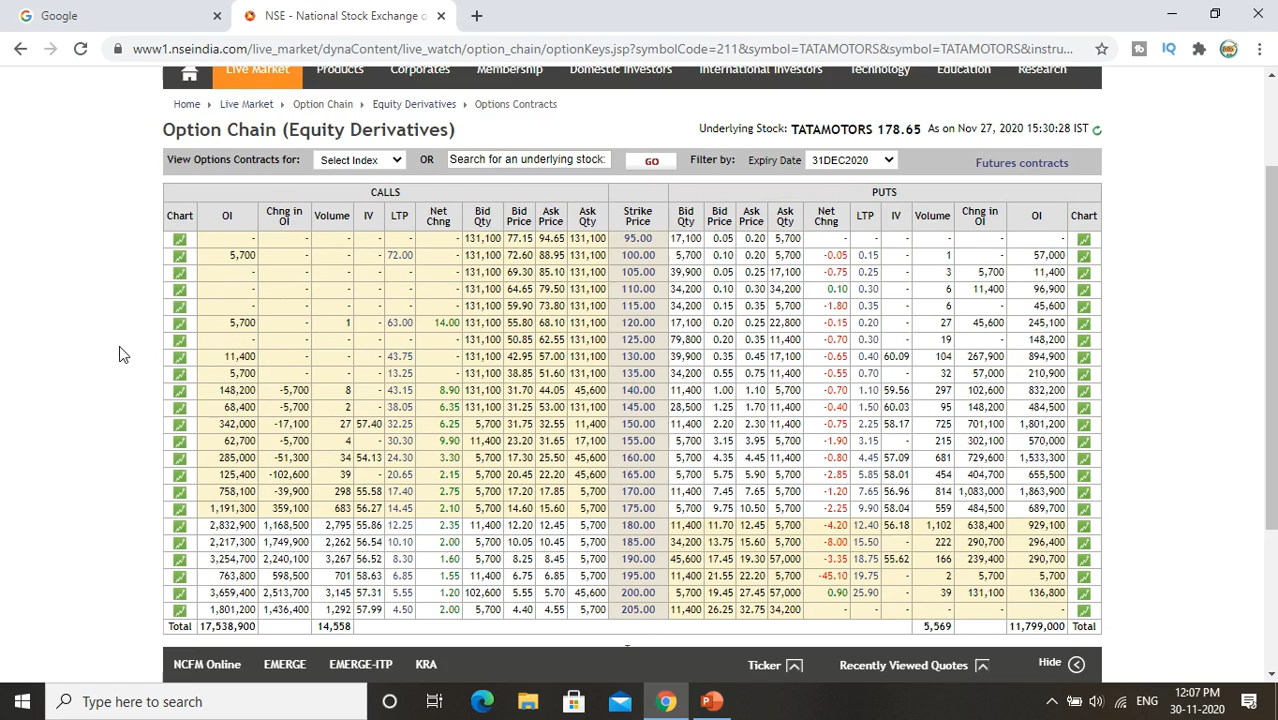 Google
NSE - National Stock Exchange o
www1.nseindia.com/live_market/dynaContent/live_watch/option_chain/optionKeys.jsp?symbolCode=211&symbol=TATAMOTORS&symbol=TATAMOTORS&instru...
IQ
Live Market Products Corporates Membership Domestic Investors International Investors Technology Education Research
Home Live Market Option Chain Equity Derivatives Options Contracts
Option Chain (Equity Derivatives)
Underlying Stock: TATAMOTORS 178.65 As on Nov 27, 2020 15:30:28 IST
View Options Contracts for: Select Index OR Search for an underlying stock: GO Filter by: Expiry Date 31DEC2020 Futures contracts
CALLS PUTS
Chart OI Chng in OI Volume IV LTP Net Chng Bid Qty Bid Price Ask Price Ask Qty Strike Price Bid Qty Bid Price Ask Price Ask Qty Net Chng LTP IV Volume Chng in OI OI Chart
- - - - - - 131,100 77.15 94.65 131,100 95.00 17,100 0.05 0.20 5,700 - - - - - -
5,700 - - - 72.00 - 131,100 72.60 88.95 131,100 100.00 5,700 0.10 0.20 5,700 -0.05 0.15 - 1 - 57,000
- - - - - - 131,100 69.30 85.10 131,100 105.00 39,900 0.05 0.25 17,100 -0.75 0.25 - 3 5,700 11,400
- - - - - - 131,100 64.65 79.50 131,100 110.00 34,200 0.10 0.30 34,200 0.10 0.30 - 6 11,400 96,900
- - - - - - 131,100 59.90 73.80 131,100 115.00 34,200 0.15 0.35 5,700 -1.80 0.35 - 6 - 45,600
5,700 - 1 - 63.00 14.00 131,100 55.80 68.10 131,100 120.00 17,100 0.20 0.25 22,800 -0.15 0.20 - 27 45,600 245,100
- - - - - - 131,100 50.85 62.55 131,100 125.00 79,800 0.20 0.35 11,400 -0.70 0.30 - 19 - 148,200
11,400 - - - 43.75 - 131,100 42.95 57.00 131,100 130.00 39,900 0.35 0.45 17,100 -0.65 0.40 60.09 104 267,900 894,900
5,700 - - - 13.25 - 131,100 38.85 51.60 131,100 135.00 34,200 0.55 0.75 11,400 -0.55 0.70 - 32 57,000 210,900
148,200 -5,700 8 - 43.15 8.90 131,100 31.70 44.05 45,600 140.00 11,400 1.00 1.10 5,700 -0.70 1.10 59.56 297 102,600 832,200
68,400 -5,700 2 - 38.05 6.35 131,100 31.25 53.00 131,100 145.00 28,500 1.25 1.70 11,400 -0.40 1.50 60.03 95 148,200 484,500
342,000 -17,100 27 57.40 32.25 6.25 5,700 31.75 32.55 11,400 150.00 11,400 2.20 2.30 11,400 -0.75 2.25 58.17 725 701,100 1,801,200
62,700 -5,700 4 - 30.30 9.90 11,400 23.20 31.65 17,100 155.00 5,700 3.15 3.95 5,700 -1.90 3.15 - 215 302,100 570,000
285,000 -51,300 34 54.13 24.30 3.30 5,700 17.30 25.50 45,600 160.00 5,700 4.35 4.45 11,400 -0.80 4.45 57.09 681 729,600 1,533,300
125,400 -102,600 39 - 20.65 2.15 5,700 20.45 22.20 45,600 165.00 5,700 5.75 5.90 5,700 -2.85 5.85 58.01 454 404,700 655,500
758,100 -39,900 298 55.58 17.40 2.75 5,700 17.20 17.85 5,700 170.00 11,400 7.45 7.65 5,700 -1.20 7.65 56.96 814 1,083,000 1,863,900
1,191,300 359,100 683 56.27 14.45 2.10 5,700 14.60 15.60 5,700 175.00 5,700 9.75 10.50 5,700 -2.25 9.90 58.04 559 484,500 689,700
2,832,900 1,168,500 2,795 55.86 12.25 2.35 11,400 12.20 12.45 5,700 180.00 11,400 11.70 12.45 5,700 -4.20 12.40 56.18 1,102 638,400 929,100
2,217,300 1,749,900 2,262 56.54 10.10 2.00 5,700 10.05 10.45 5,700 185.00 34,200 13.75 15.60 5,700 -8.00 15.50 - 222 290,700 296,400
3,254,700 2,240,100 3,267 56.52 8.30 1.60 5,700 8.25 8.45 5,700 190.00 45,600 17.45 19.30 57,000 -3.35 18.75 55.62 166 239,400 290,700
763,800 598,500 701 58.63 6.85 1.55 11,400 6.75 6.85 5,700 195.00 11,400 21.55 22.20 5,700 -45.10 19.75 - 2 5,700 5,700
3,659,400 2,513,700 3,145 57.31 5.55 1.20 102,600 5.55 5.70 45,600 200.00 5,700 19.45 27.45 57,000 0.90 25.90 - 39 131,100 136,800
1,801,200 1,436,400 1,292 57.99 4.50 2.00 5,700 4.40 4.55 5,700 205.00 11,400 26.25 32.75 34,200 - - - - - -
Total 17,538,900 14,558 5,569 11,799,000 Total
NCFM Online EMERGE EMERGE-ITP KRA Ticker Recently Viewed Quotes Hide
Type here to search
ENG
12:07 PM
30-11-2020